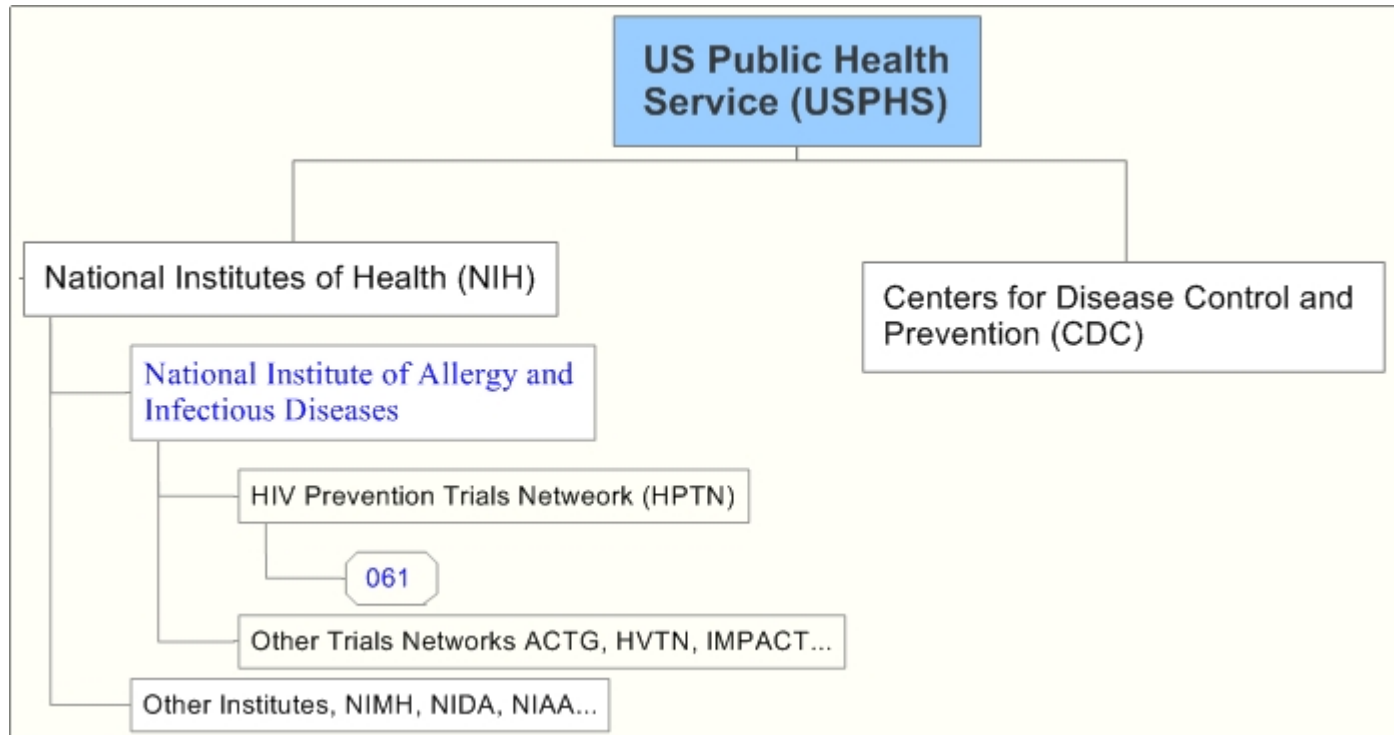 US Public Health
Service (USPHS)
National Institutes of Health (NIH)
Centers for Disease Control and
Prevention (CDC)
National Institute of Allergy and
Infectious Diseases
HIV Prevention Trials Netweork (HPTN)
061
Other Trials Networks ACTG, HVTN, IMPACT...
Other Institutes, NIMH, NIDA, NIAA...